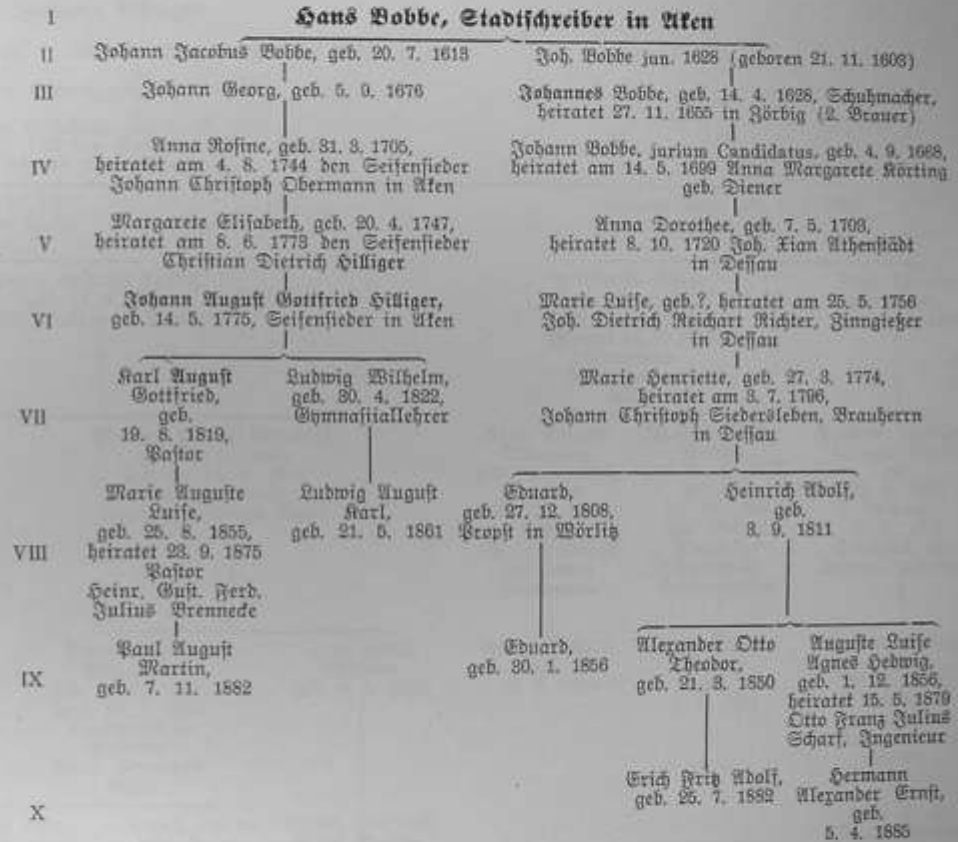 I
Hans Bobbe, Stadtschreiber in Aken
II
Johann Jacobus Bobbe, geb. 20. 7. 1613
Joh. Bobbe jun. 1628 (geboren 21. 11. 1603)
III
Johann Georg, geb. 5. 9. 1676
Johannes Bobbe, geb. 14. 4. 1628, Schuhmacher,
heiratet 27. 11. 1655 in Zörbig (2. Brauer)
IV
Anna Rosine, geb. 31. 3. 1705,
heiratet am 4. 8. 1744 den Seifensieder
Johann Christoph Obermann in Aken
Johann Bobbe, jurium Candidatus, geb. 4. 9. 1668,
heiratet am 14. 5. 1699 Anna Margarete Körting
geb. Diener
V
Margarete Elisabeth, geb. 20. 4. 1747,
heiratet am 8. 6. 1773 den Seifensieder
Christian Dietrich Hilliger
Anna Dorothee, geb. 7. 5. 1703,
heiratet 8. 10. 1720 Joh. Xian Athenstädt
in Dessau
VI
Johann August Gottfried Hilliger,
geb. 14. 5. 1775, Seifensieder in Aken
Marie Luise, geb.?, heiratet am 25. 5. 1756
Joh. Dietrich Reichart Richter, Zinngießer
in Dessau
VII
Karl August
Gottfried,
geb.
19. 8. 1819,
Pastor
Ludwig Wilhelm,
geb. 30. 4. 1822,
Gymnasiallehrer
Marie Henriette, geb. 27. 3. 1774,
heiratet am 3. 7. 1796,
Johann Christoph Siedersleben, Brauherrn
in Dessau
VIII
Marie Auguste
Luise,
geb. 25. 8. 1855,
heiratet 23. 9. 1875
Pastor
Heinr. Gust. Ferd.
Julius Brennecke
Ludwig August
Karl,
geb. 21. 5. 1861
Eduard,
geb. 27. 12. 1808,
Propst in Wörlitz
Heinrich Adolf,
geb.
3. 9. 1811
IX
Paul August
Martin,
geb. 7. 11. 1882
Eduard,
geb. 30. 1. 1856
Alexander Otto
Theodor,
geb. 21. 3. 1850
Auguste Luise
Agnes Hedwig,
geb. 1. 12. 1856,
heiratet 15. 5. 1879
Otto Franz Julius
Scharf, Ingenieur
X
Erich Fritz Adolf,
geb. 25. 7. 1882
Hermann
Alexander Ernst,
geb.
5. 4. 1885